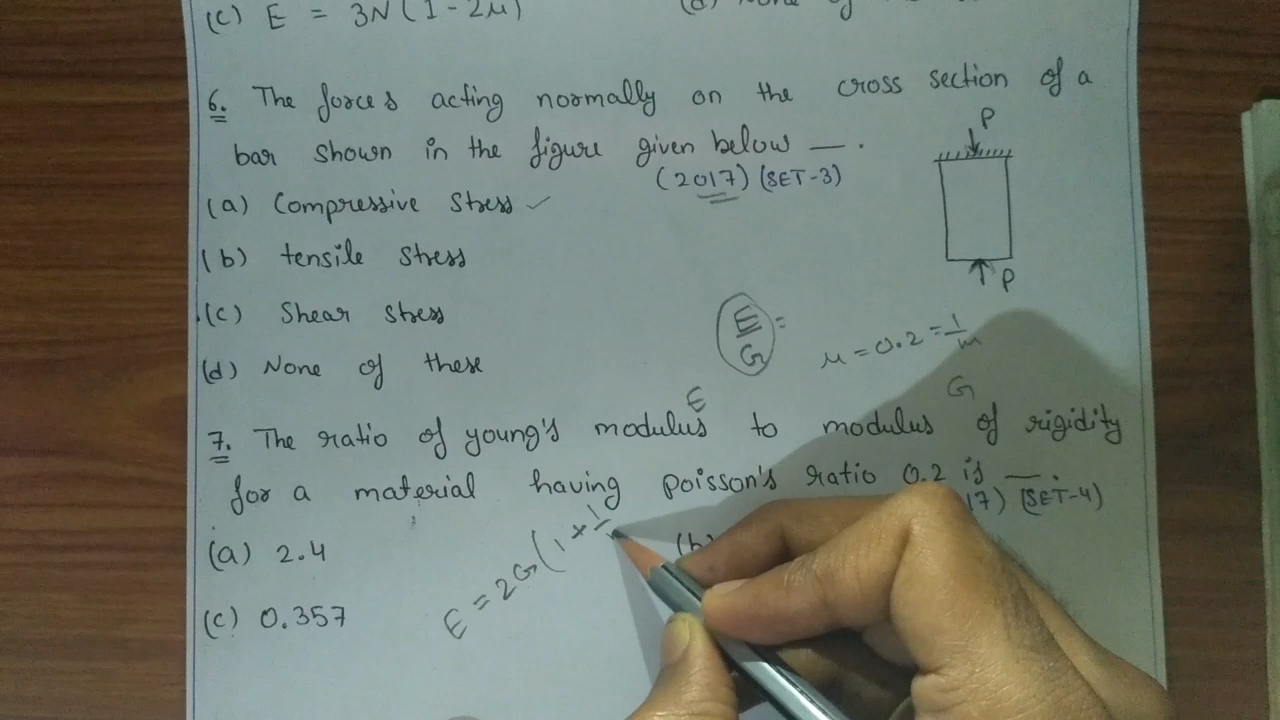 (c) E = 3N(1-2μ)
6. The forces acting normally on the cross section of a
bar shown in the figure given below — .
(2017) (SET-3)
(a) Compressive Stress ✓
(b) tensile stress
(c) Shear stress
(d) None of these
P
P
E/G =
μ = 0.2 = 1/m
E
G
7. The ratio of young's modulus to modulus of rigidity
for a material having poisson's ratio 0.2 is — .
17) (SET-4)
(a) 2.4
(b)
(c) 0.357
E = 2G(1+1/